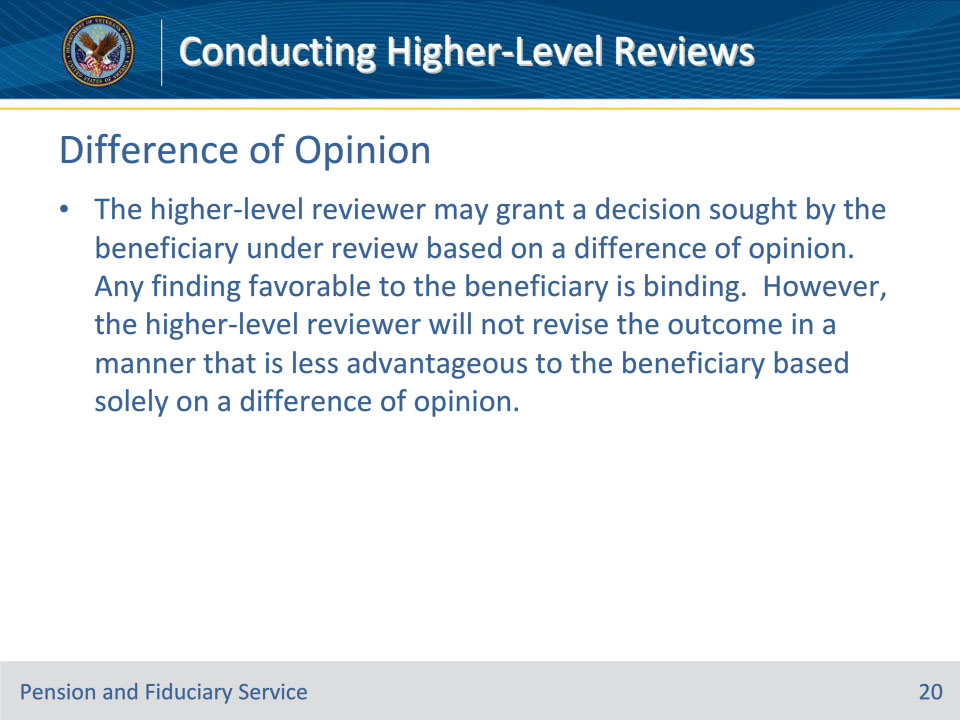 Conducting Higher-Level Reviews
Difference of Opinion
• The higher-level reviewer may grant a decision sought by the
beneficiary under review based on a difference of opinion.
Any finding favorable to the beneficiary is binding.  However,
the higher-level reviewer will not revise the outcome in a
manner that is less advantageous to the beneficiary based
solely on a difference of opinion.
Pension and Fiduciary Service
20